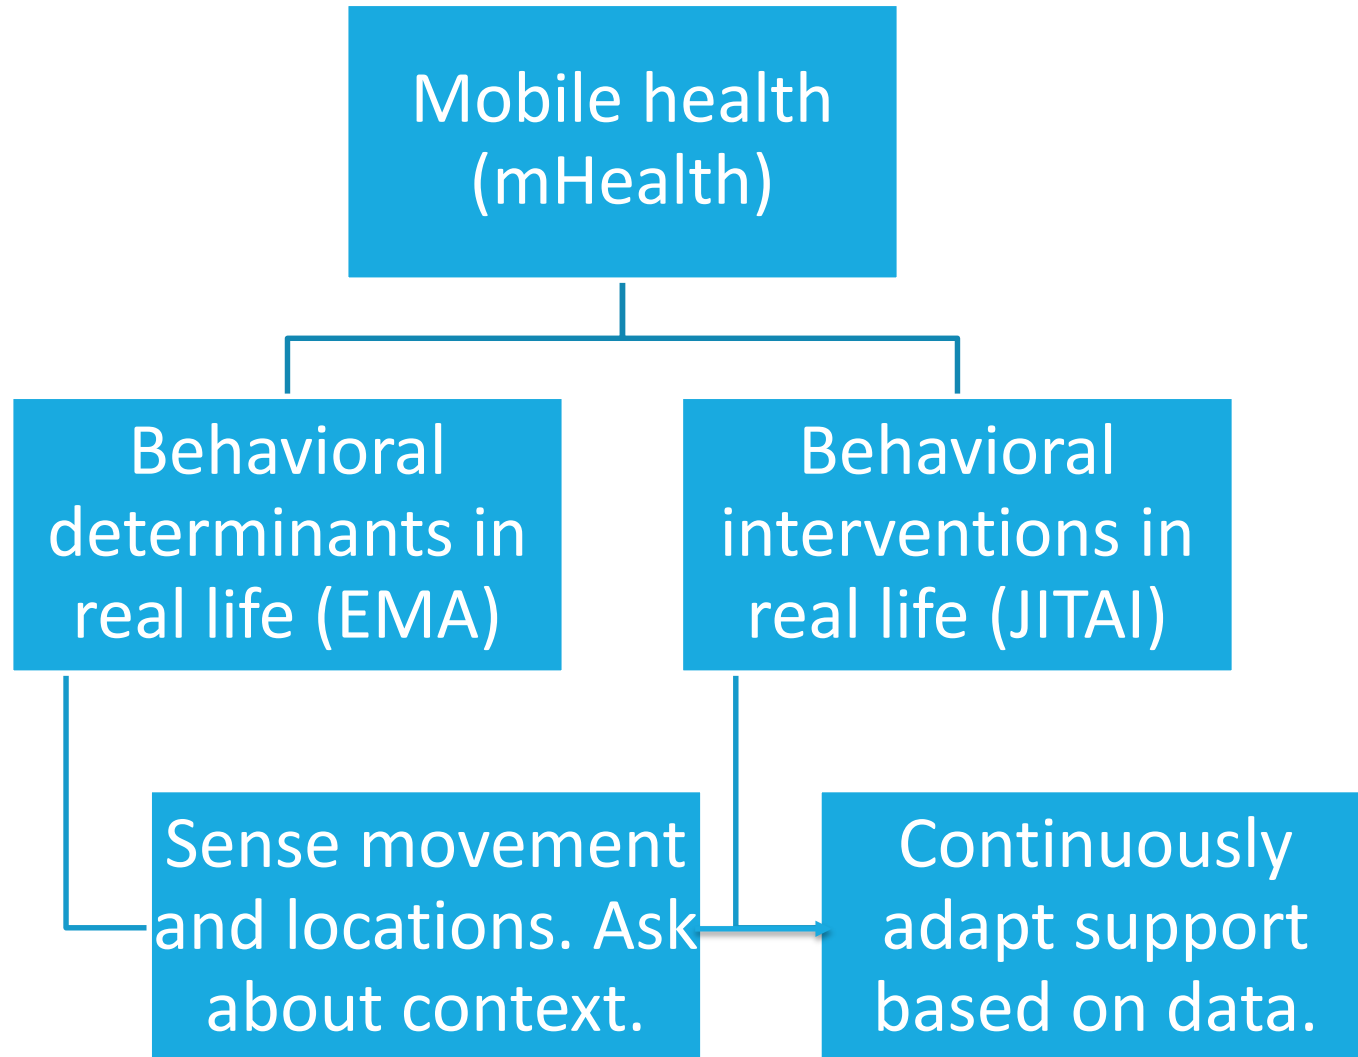 Mobile health
(mHealth)
Behavioral
determinants in
real life (EMA)
Behavioral
interventions in
real life (JITAI)
Sense movement
and locations. Ask
about context.
Continuously
adapt support
based on data.